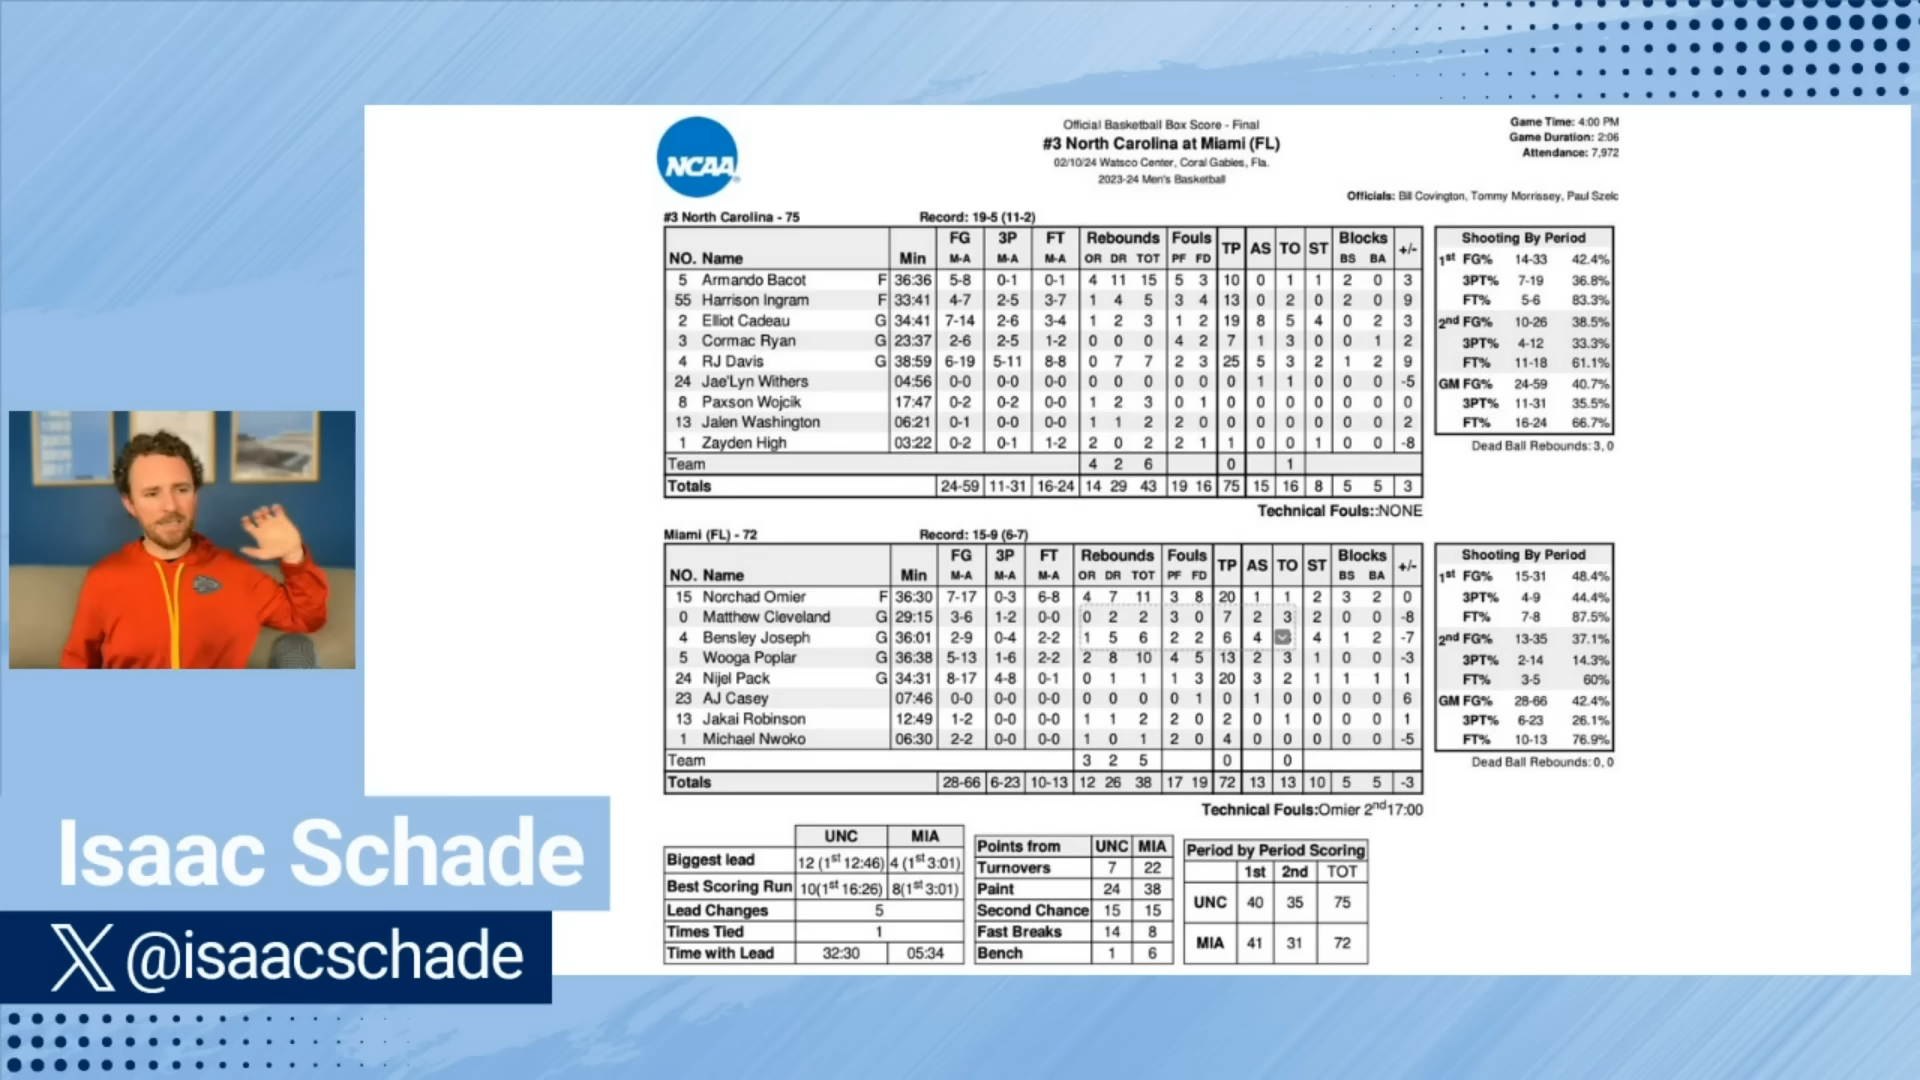 NCAA
Official Basketball Box Score - Final
#3 North Carolina at Miami (FL)
02/10/24 Watsco Center, Coral Gables, Fla.
2023-24 Men's Basketball
Game Time: 4:00 PM
Game Duration: 2:06
Attendance: 7,972
Officials: Bill Covington, Tommy Morrissey, Paul Szelc
#3 North Carolina - 75 Record: 19-5 (11-2)
FG 3P FT Rebounds Fouls TP AS TO ST Blocks +/-
NO. Name Min M-A M-A M-A OR DR TOT PF FD BS BA
5 Armando Bacot F 36:36 5-8 0-1 0-1 4 11 15 5 3 10 0 1 1 2 0 3
55 Harrison Ingram F 33:41 4-7 2-5 3-7 1 4 5 3 4 13 0 2 0 2 0 9
2 Elliot Cadeau G 34:41 7-14 2-6 3-4 1 2 3 1 2 19 8 5 4 0 2 3
3 Cormac Ryan G 23:37 2-6 2-5 1-2 0 0 0 4 2 7 1 3 0 0 1 2
4 RJ Davis G 38:59 6-19 5-11 8-8 0 7 7 2 3 25 5 3 2 1 2 9
24 Jae'Lyn Withers 04:56 0-0 0-0 0-0 0 0 0 0 0 0 1 1 0 0 0 -5
8 Paxson Wojcik 17:47 0-2 0-2 0-0 1 2 3 0 1 0 0 0 0 0 0 0
13 Jalen Washington 06:21 0-1 0-0 0-0 1 1 2 2 0 0 0 0 0 0 0 2
1 Zayden High 03:22 0-2 0-1 1-2 2 0 2 2 1 1 0 0 1 0 0 -8
Team 4 2 6 0 1
Totals 24-59 11-31 16-24 14 29 43 19 16 75 15 16 8 5 5 3
Technical Fouls::NONE
Shooting By Period
1st FG% 14-33 42.4%
3PT% 7-19 36.8%
FT% 5-6 83.3%
2nd FG% 10-26 38.5%
3PT% 4-12 33.3%
FT% 11-18 61.1%
GM FG% 24-59 40.7%
3PT% 11-31 35.5%
FT% 16-24 66.7%
Dead Ball Rebounds: 3, 0
Miami (FL) - 72 Record: 15-9 (6-7)
FG 3P FT Rebounds Fouls TP AS TO ST Blocks +/-
NO. Name Min M-A M-A M-A OR DR TOT PF FD BS BA
15 Norchad Omier F 36:30 7-17 0-3 6-8 4 7 11 3 8 20 1 1 2 3 2 0
0 Matthew Cleveland G 29:15 3-6 1-2 0-0 0 2 2 3 0 7 2 3 2 0 0 -8
4 Bensley Joseph G 36:01 2-9 0-4 2-2 1 5 6 2 2 6 4 4 1 2 -7
5 Wooga Poplar G 36:38 5-13 1-6 2-2 2 8 10 4 5 13 2 3 1 0 0 -3
24 Nijel Pack G 34:31 8-17 4-8 0-1 0 1 1 1 3 20 3 2 1 1 1 1
23 AJ Casey 07:46 0-0 0-0 0-0 0 0 0 0 1 0 1 0 0 0 0 6
13 Jakai Robinson 12:49 1-2 0-0 0-0 1 1 2 2 0 2 0 1 0 0 0 1
1 Michael Nwoko 06:30 2-2 0-0 0-0 1 0 1 2 0 4 0 0 0 0 0 -5
Team 3 2 5 0 0
Totals 28-66 6-23 10-13 12 26 38 17 19 72 13 13 10 5 5 -3
Technical Fouls:Omier 2nd17:00
Shooting By Period
1st FG% 15-31 48.4%
3PT% 4-9 44.4%
FT% 7-8 87.5%
2nd FG% 13-35 37.1%
3PT% 2-14 14.3%
FT% 3-5 60%
GM FG% 28-66 42.4%
3PT% 6-23 26.1%
FT% 10-13 76.9%
Dead Ball Rebounds: 0, 0
UNC MIA
Biggest lead 12 (1st 12:46) 4 (1st 3:01)
Best Scoring Run 10(1st 16:26) 8(1st 3:01)
Lead Changes 5
Times Tied 1
Time with Lead 32:30 05:34
Points from UNC MIA
Turnovers 7 22
Paint 24 38
Second Chance 15 15
Fast Breaks 14 8
Bench 1 6
Period by Period Scoring
1st 2nd TOT
UNC 40 35 75
MIA 41 31 72
Isaac Schade
X @isaacschade